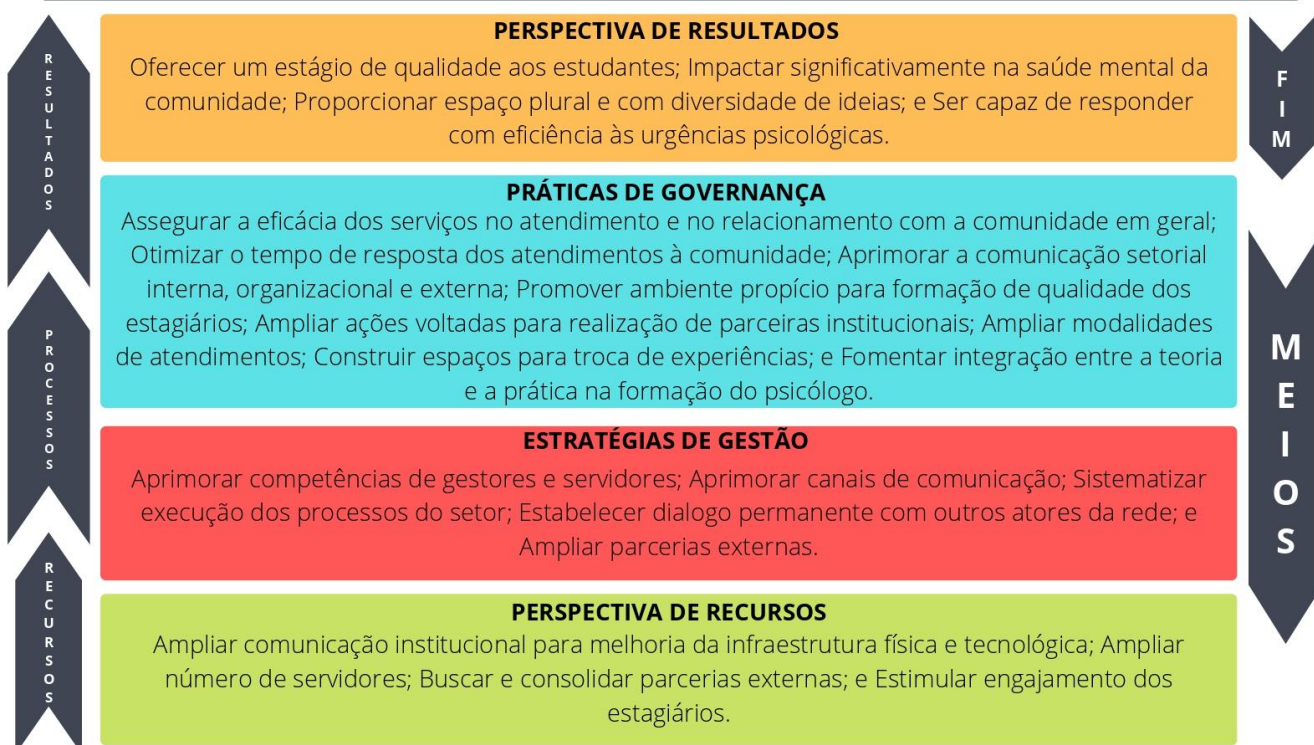 PERSPECTIVA DE RESULTADOS
Oferecer um estágio de qualidade aos estudantes; Impactar significativamente na saúde mental da
comunidade; Proporcionar espaço plural e com diversidade de ideias; e Ser capaz de responder
com eficiência às urgências psicológicas.
PRÁTICAS DE GOVERNANÇA
Assegurar a eficácia dos serviços no atendimento e no relacionamento com a comunidade em geral;
Otimizar o tempo de resposta dos atendimentos à comunidade; Aprimorar a comunicação setorial
interna, organizacional e externa; Promover ambiente propício para formação de qualidade dos
estagiários; Ampliar ações voltadas para realização de parceiras institucionais; Ampliar modalidades
de atendimentos; Construir espaços para troca de experiências; e Fomentar integração entre a teoria
e a prática na formação do psicólogo.
ESTRATÉGIAS DE GESTÃO
Aprimorar competências de gestores e servidores; Aprimorar canais de comunicação; Sistematizar
execução dos processos do setor; Estabelecer dialogo permanente com outros atores da rede; e
Ampliar parcerias externas.
PERSPECTIVA DE RECURSOS
Ampliar comunicação institucional para melhoria da infraestrutura física e tecnológica; Ampliar
número de servidores; Buscar e consolidar parcerias externas; e Estimular engajamento dos
estagiários.
RESULTADOS
PROCESSOS
RECURSOS
FIM
MEIOS